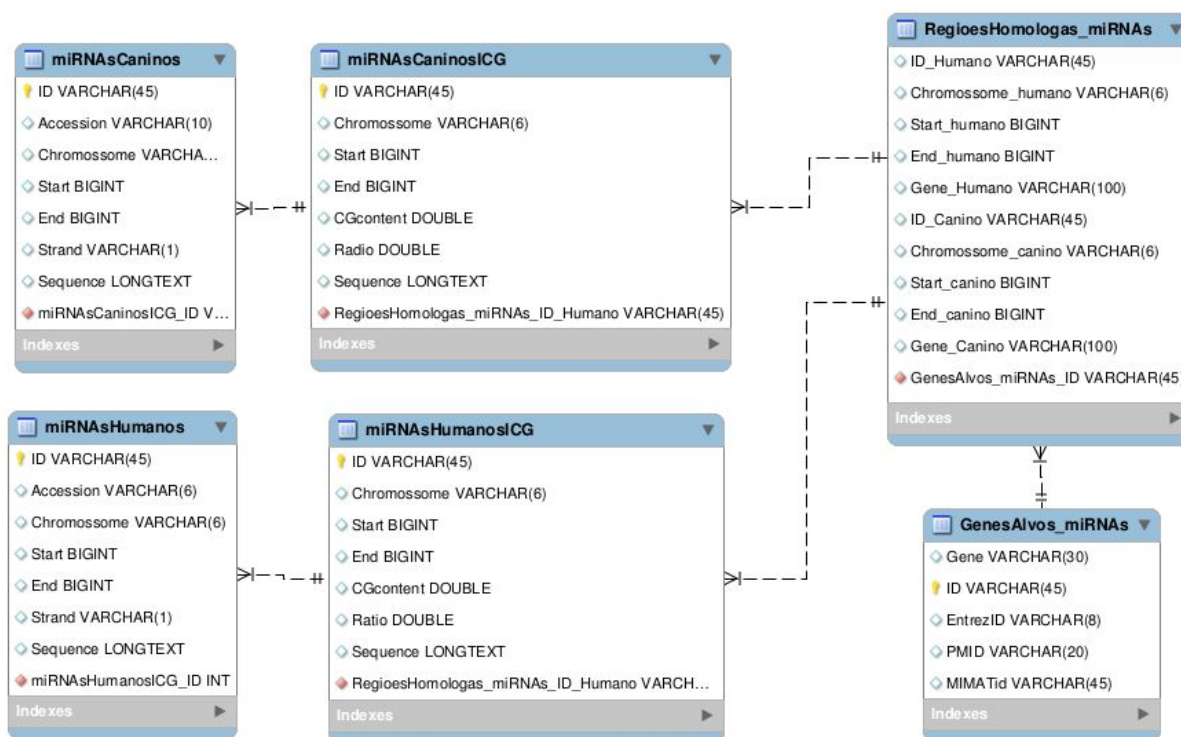 miRNAsCaninos
ID VARCHAR(45)
Accession VARCHAR(10)
Chromossome VARCHA...
Start BIGINT
End BIGINT
Strand VARCHAR(1)
Sequence LONGTEXT
miRNAsCaninosICG_ID V...
Indexes
miRNAsCaninosICG
ID VARCHAR(45)
Chromossome VARCHAR(6)
Start BIGINT
End BIGINT
CGcontent DOUBLE
Radio DOUBLE
Sequence LONGTEXT
RegioesHomologas_miRNAs_ID_Humano VARCHAR(45)
Indexes
RegioesHomologas_miRNAs
ID_Humano VARCHAR(45)
Chromossome_humano VARCHAR(6)
Start_humano BIGINT
End_humano BIGINT
Gene_Humano VARCHAR(100)
ID_Canino VARCHAR(45)
Chromossome_canino VARCHAR(6)
Start_canino BIGINT
End_canino BIGINT
Gene_Canino VARCHAR(100)
GenesAlvos_miRNAs_ID VARCHAR(45
Indexes
miRNAsHumanos
ID VARCHAR(45)
Accession VARCHAR(6)
Chromossome VARCHAR(6)
Start BIGINT
End BIGINT
Strand VARCHAR(1)
Sequence LONGTEXT
miRNAsHumanosICG_ID INT
Indexes
miRNAsHumanosICG
ID VARCHAR(45)
Chromossome VARCHAR(6)
Start BIGINT
End BIGINT
CGcontent DOUBLE
Ratio DOUBLE
Sequence LONGTEXT
RegioesHomologas_miRNAs_ID_Humano VARCH...
Indexes
GenesAlvos_miRNAs
Gene VARCHAR(30)
ID VARCHAR(45)
EntrezID VARCHAR(8)
PMID VARCHAR(20)
MIMATid VARCHAR(45)
Indexes